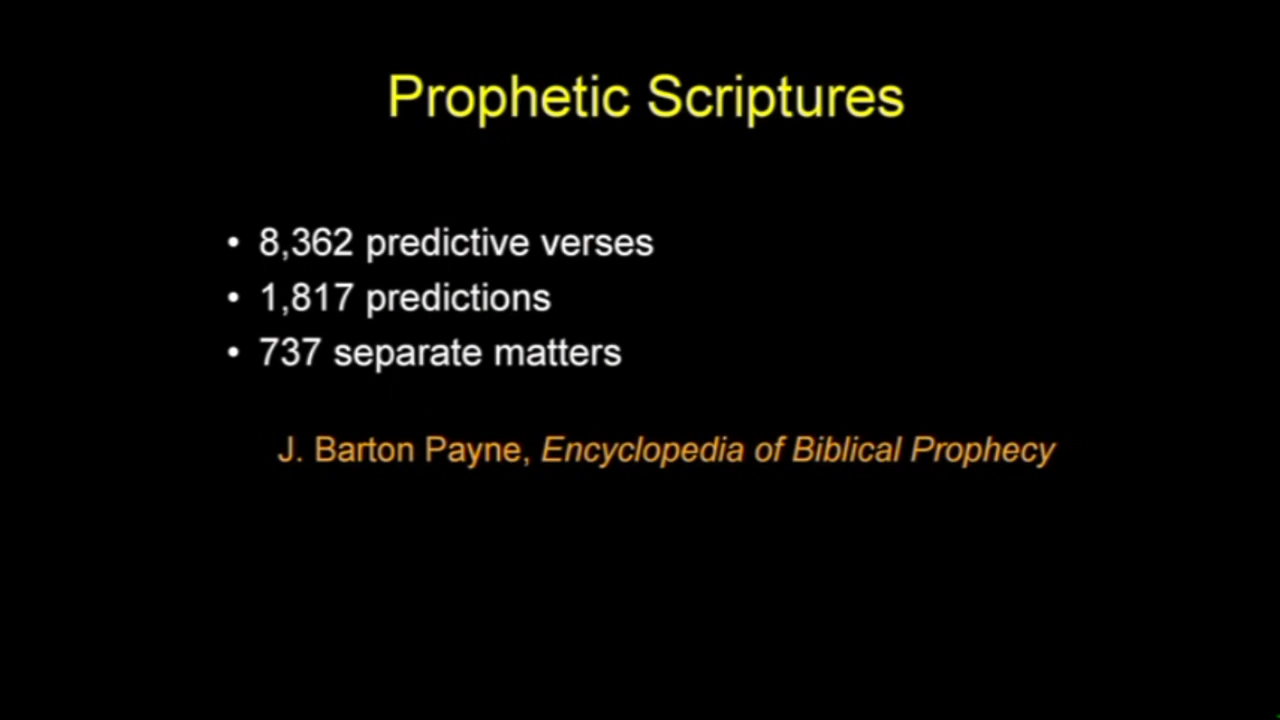 Prophetic Scriptures
• 8,362 predictive verses
• 1,817 predictions
• 737 separate matters
J. Barton Payne, Encyclopedia of Biblical Prophecy